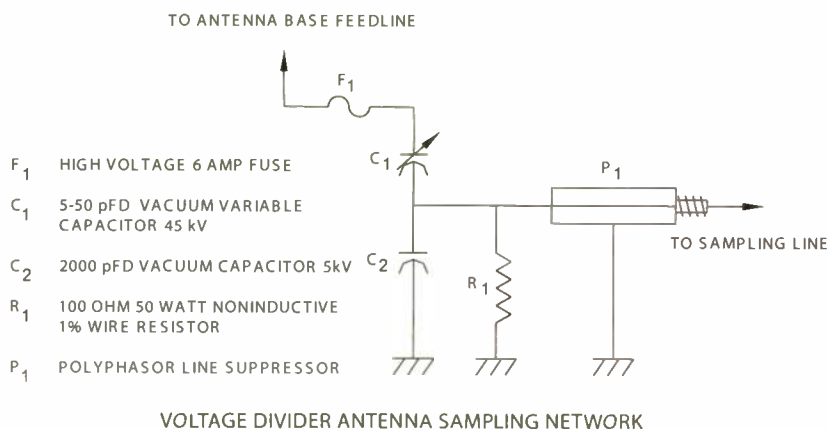 TO ANTENNA BASE FEEDLINE
F1
C1
P1
TO SAMPLING LINE
C2
R1
F1 HIGH VOLTAGE 6 AMP FUSE
C1 5-50 pFD VACUUM VARIABLE
CAPACITOR 45 kV
C2 2000 pFD VACUUM CAPACITOR 5kV
R1 100 OHM 50 WATT NONINDUCTIVE
1% WIRE RESISTOR
P1 POLYPHASOR LINE SUPPRESSOR
VOLTAGE DIVIDER ANTENNA SAMPLING NETWORK